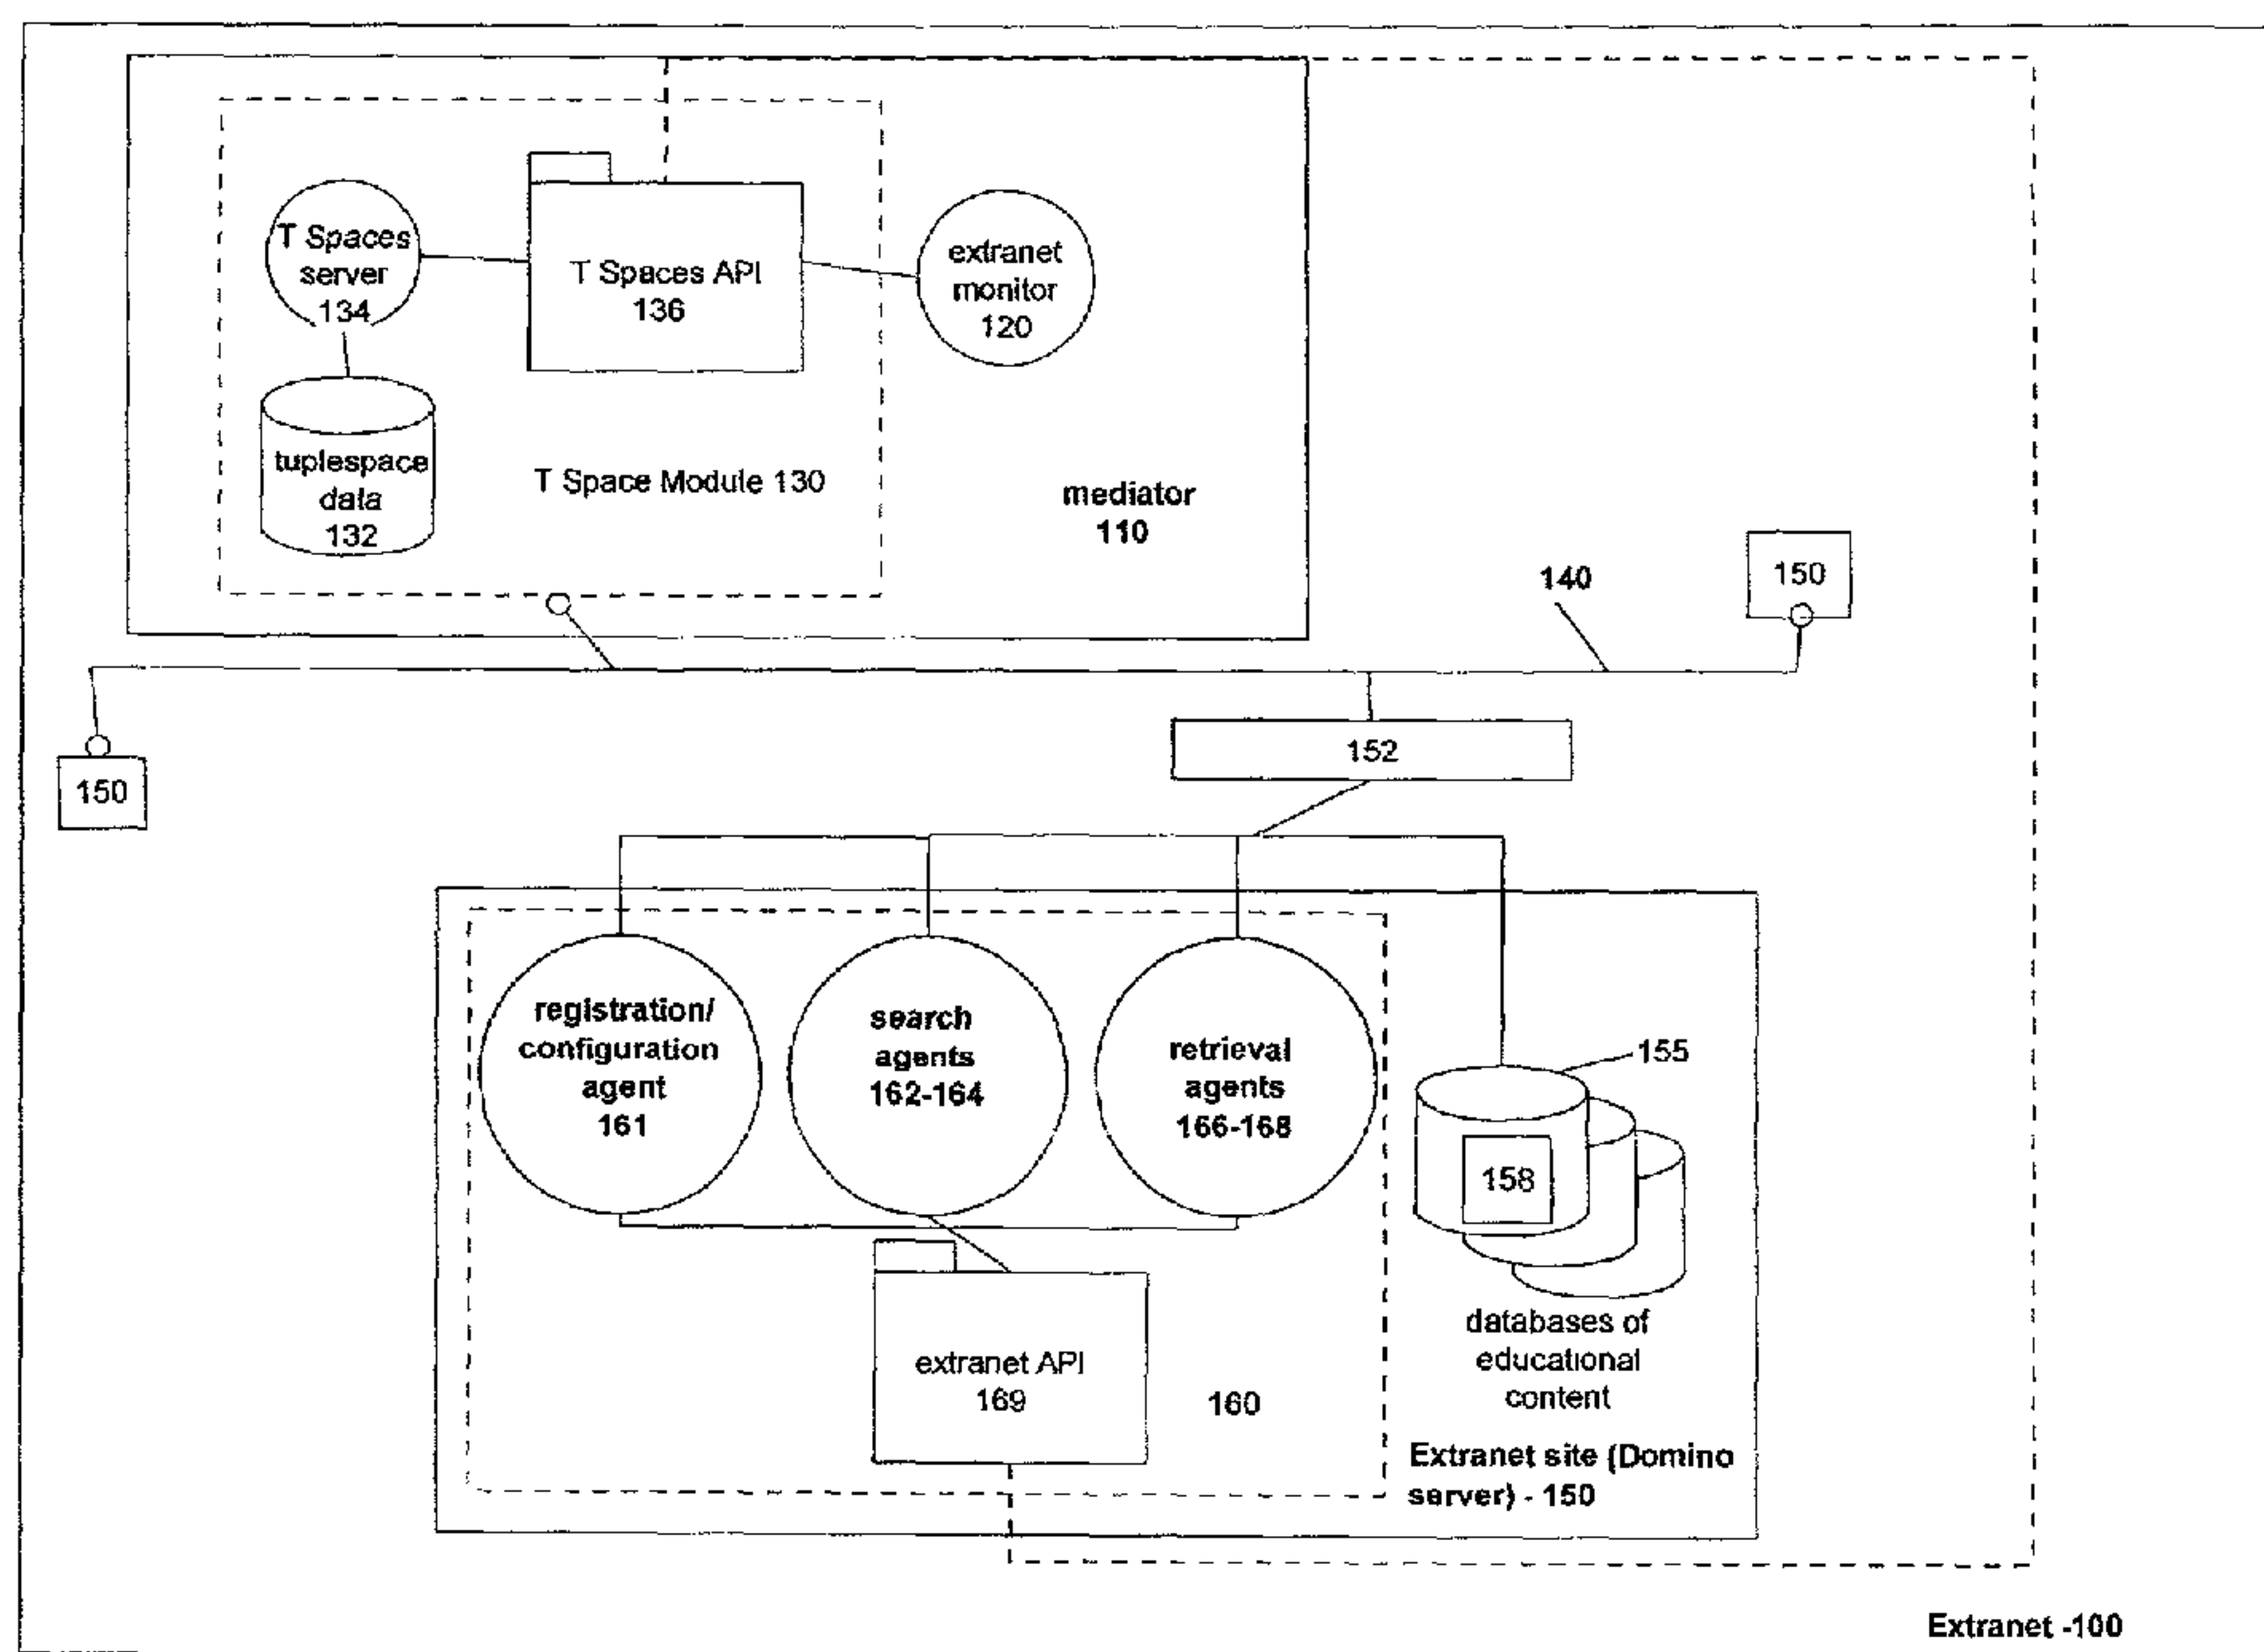 T Spaces
server
134
T Spaces API
136
extranet
monitor
120
tuplespace
data
132
T Space Module 130
mediator
110
140
150
152
150
registration/
configuration
agent
161
search
agents
162-164
retrieval
agents
166-168
155
158
databases of
educational
content
extranet API
169
160
Extranet site (Domino
server) - 150
Extranet -100